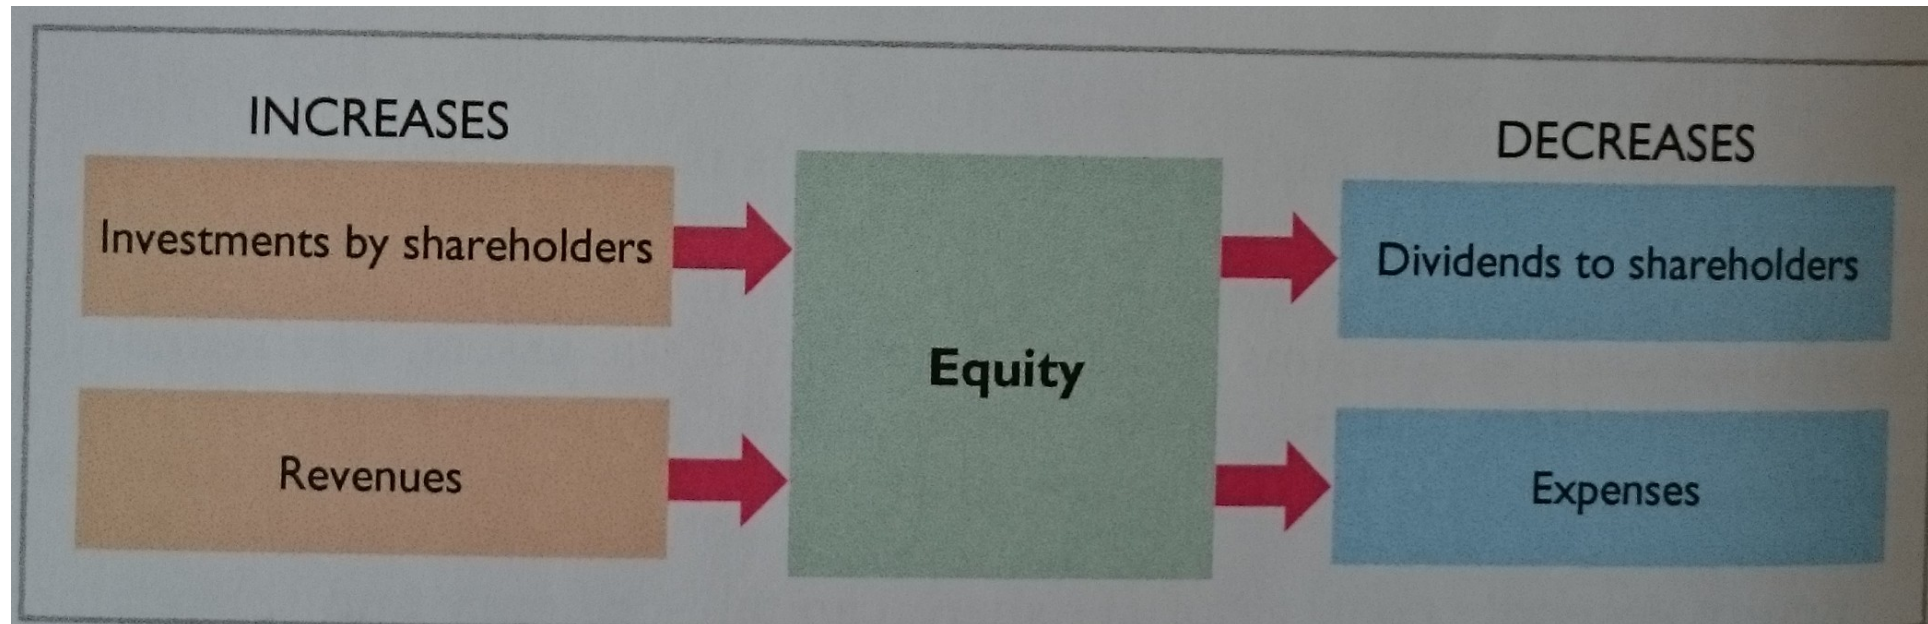 INCREASES
Investments by shareholders
Revenues
Equity
DECREASES
Dividends to shareholders
Expenses